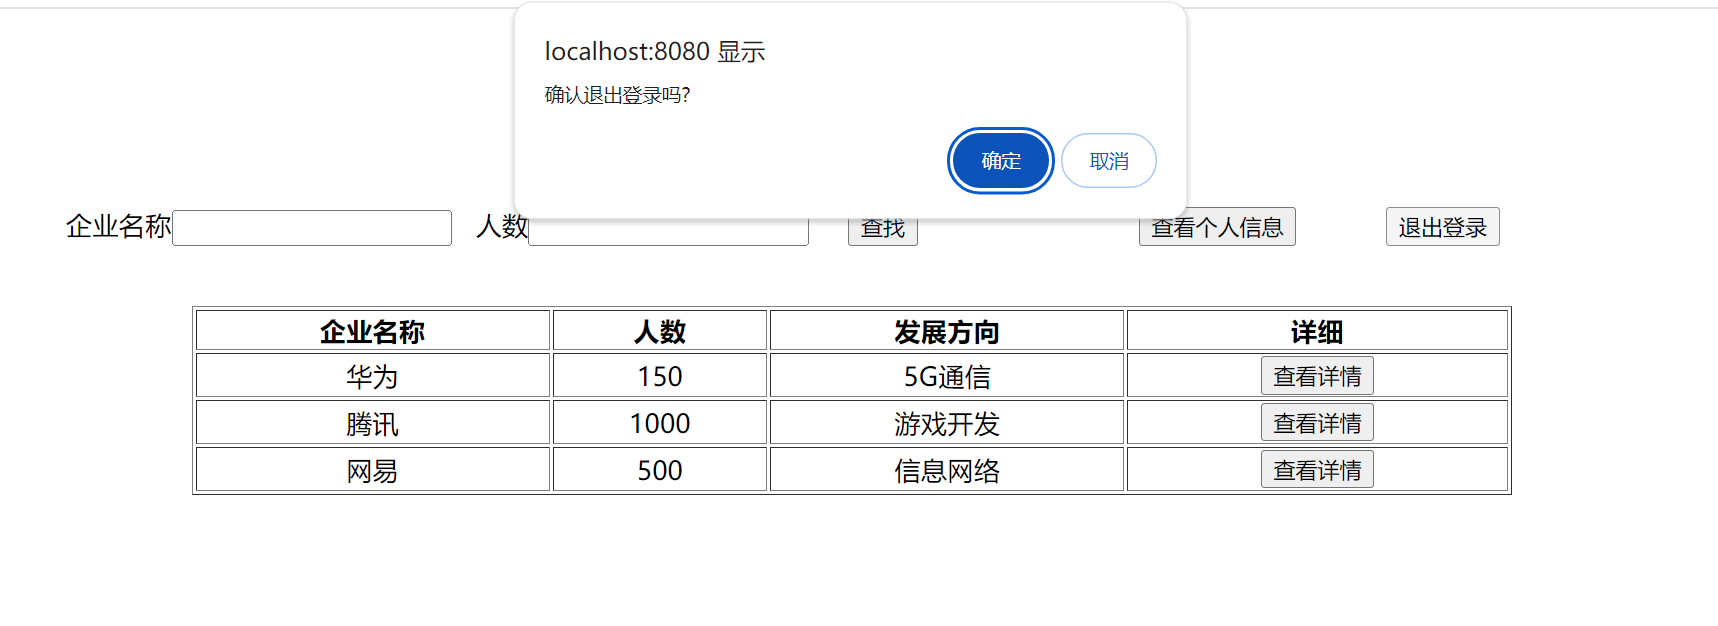 localhost:8080 显示
确认退出登录吗?
确定 取消
企业名称 人数 查找 查看个人信息 退出登录
企业名称 人数 发展方向 详细
华为 150 5G通信 查看详情
腾讯 1000 游戏开发 查看详情
网易 500 信息网络 查看详情